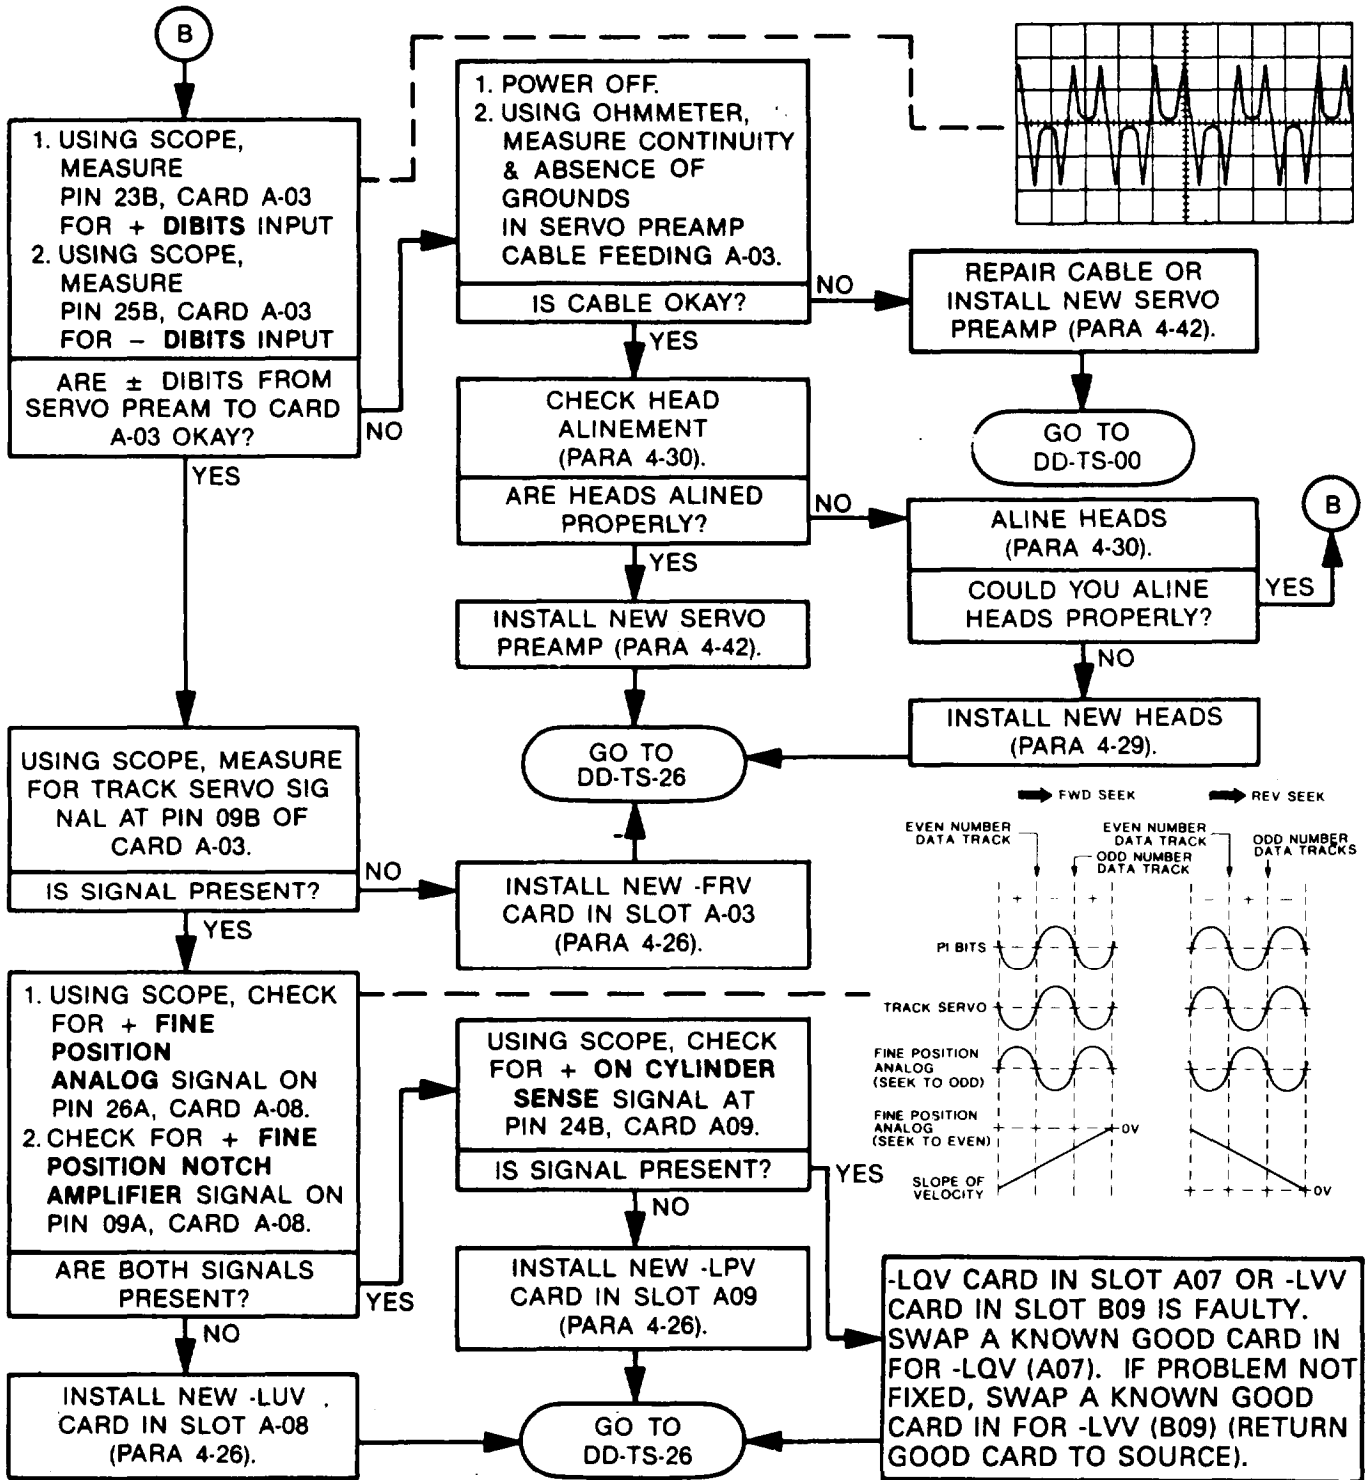 B
1. USING SCOPE,
MEASURE
PIN 23B, CARD A-03
FOR + DIBITS INPUT
2. USING SCOPE,
MEASURE
PIN 25B, CARD A-03
FOR - DIBITS INPUT
ARE ± DIBITS FROM
SERVO PREAM TO CARD
A-03 OKAY?
NO
YES
1. POWER OFF.
2. USING OHMMETER,
MEASURE CONTINUITY
& ABSENCE OF
GROUNDS
IN SERVO PREAMP
CABLE FEEDING A-03.
IS CABLE OKAY?
NO
YES
REPAIR CABLE OR
INSTALL NEW SERVO
PREAMP (PARA 4-42).
GO TO
DD-TS-00
CHECK HEAD
ALINEMENT
(PARA 4-30).
ARE HEADS ALINED
PROPERLY?
NO
YES
ALINE HEADS
(PARA 4-30).
COULD YOU ALINE
HEADS PROPERLY?
YES
B
NO
INSTALL NEW SERVO
PREAMP (PARA 4-42).
INSTALL NEW HEADS
(PARA 4-29).
GO TO
DD-TS-26
USING SCOPE, MEASURE
FOR TRACK SERVO SIG
NAL AT PIN 09B OF
CARD A-03.
IS SIGNAL PRESENT?
NO
YES
INSTALL NEW -FRV
CARD IN SLOT A-03
(PARA 4-26).
1. USING SCOPE, CHECK
FOR + FINE
POSITION
ANALOG SIGNAL ON
PIN 26A, CARD A-08.
2. CHECK FOR + FINE
POSITION NOTCH
AMPLIFIER SIGNAL ON
PIN 09A, CARD A-08.
ARE BOTH SIGNALS
PRESENT?
YES
NO
USING SCOPE, CHECK
FOR + ON CYLINDER
SENSE SIGNAL AT
PIN 24B, CARD A09.
IS SIGNAL PRESENT?
YES
NO
FWD SEEK
REV SEEK
EVEN NUMBER
DATA TRACK
ODD NUMBER
DATA TRACK
EVEN NUMBER
DATA TRACK
ODD NUMBER
DATA TRACKS
+ - +
- + -
PI BITS
TRACK SERVO
FINE POSITION
ANALOG
(SEEK TO ODD)
FINE POSITION
ANALOG
(SEEK TO EVEN)
0V
SLOPE OF
VELOCITY
0V
INSTALL NEW -LUV
CARD IN SLOT A-08
(PARA 4-26).
INSTALL NEW -LPV
CARD IN SLOT A09
(PARA 4-26).
GO TO
DD-TS-26
-LQV CARD IN SLOT A07 OR -LVV
CARD IN SLOT B09 IS FAULTY.
SWAP A KNOWN GOOD CARD IN
FOR -LQV (A07). IF PROBLEM NOT
FIXED, SWAP A KNOWN GOOD
CARD IN FOR -LVV (B09) (RETURN
GOOD CARD TO SOURCE).